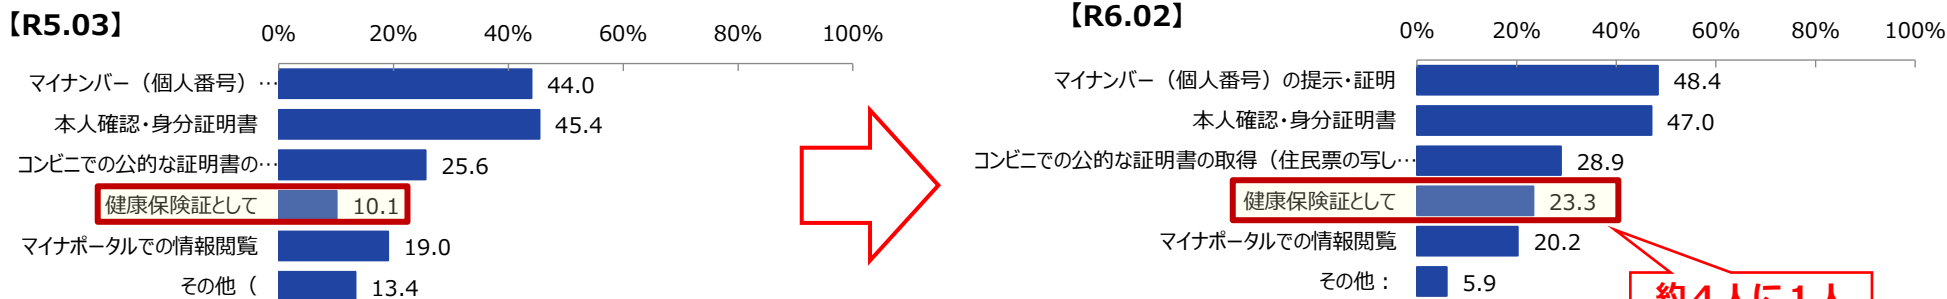 【R5.03】
0% 20% 40% 60% 80% 100%
マイナンバー（個人番号）… 44.0
本人確認・身分証明書 45.4
コンビニでの公的な証明書の… 25.6
健康保険証として 10.1
マイナポータルでの情報閲覧 19.0
その他（ 13.4
【R6.02】
0% 20% 40% 60% 80% 100%
マイナンバー（個人番号）の提示・証明 48.4
本人確認・身分証明書 47.0
コンビニでの公的な証明書の取得（住民票の写し… 28.9
健康保険証として 23.3
マイナポータルでの情報閲覧 20.2
その他： 5.9
約４人に１人